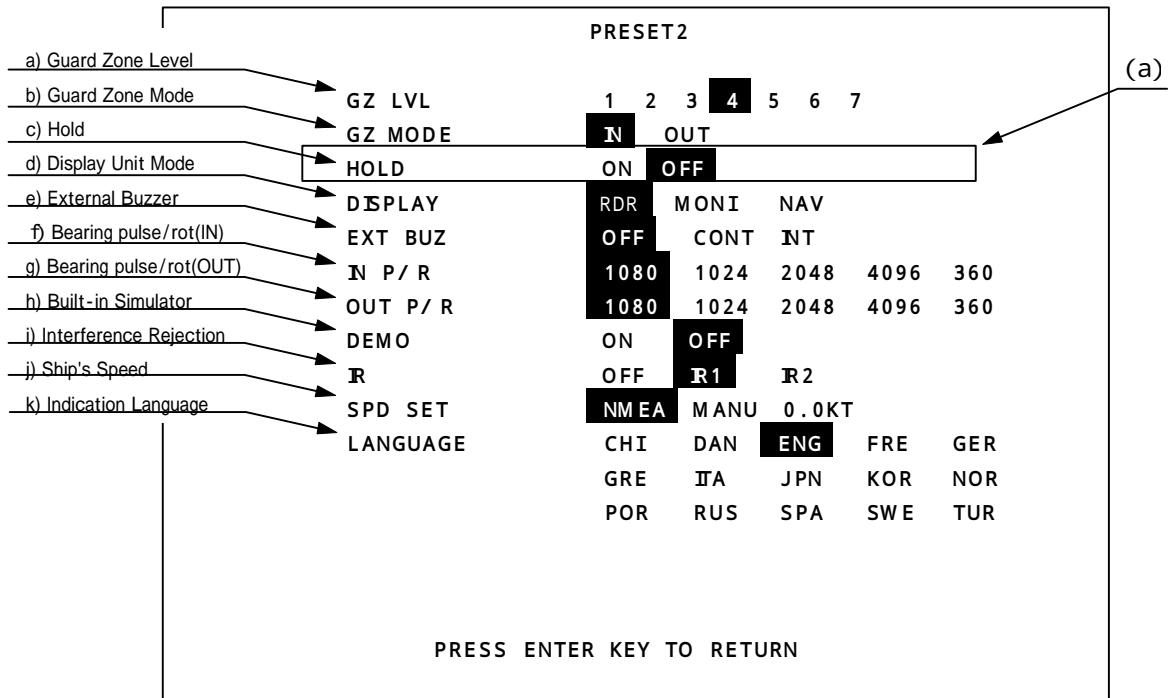 PRESET2
(a)
a) Guard Zone Level
GZ LVL 1 2 3 4 5 6 7
b) Guard Zone Mode
GZ MODE IN OUT
c) Hold
HOLD ON OFF
d) Display Unit Mode
DISPLAY RDR MONI NAV
e) External Buzzer
EXT BUZ OFF CONT INT
f) Bearing pulse/rot(IN)
IN P/R 1080 1024 2048 4096 360
g) Bearing pulse/rot(OUT)
OUT P/R 1080 1024 2048 4096 360
h) Built-in Simulator
DEMO ON OFF
i) Interference Rejection
IR OFF IR1 IR2
j) Ship's Speed
SPD SET NMEA MANU 0.0KT
k) Indication Language
LANGUAGE CHI DAN ENG FRE GER
GRE ITA JPN KOR NOR
POR RUS SPA SWE TUR
PRESS ENTER KEY TO RETURN